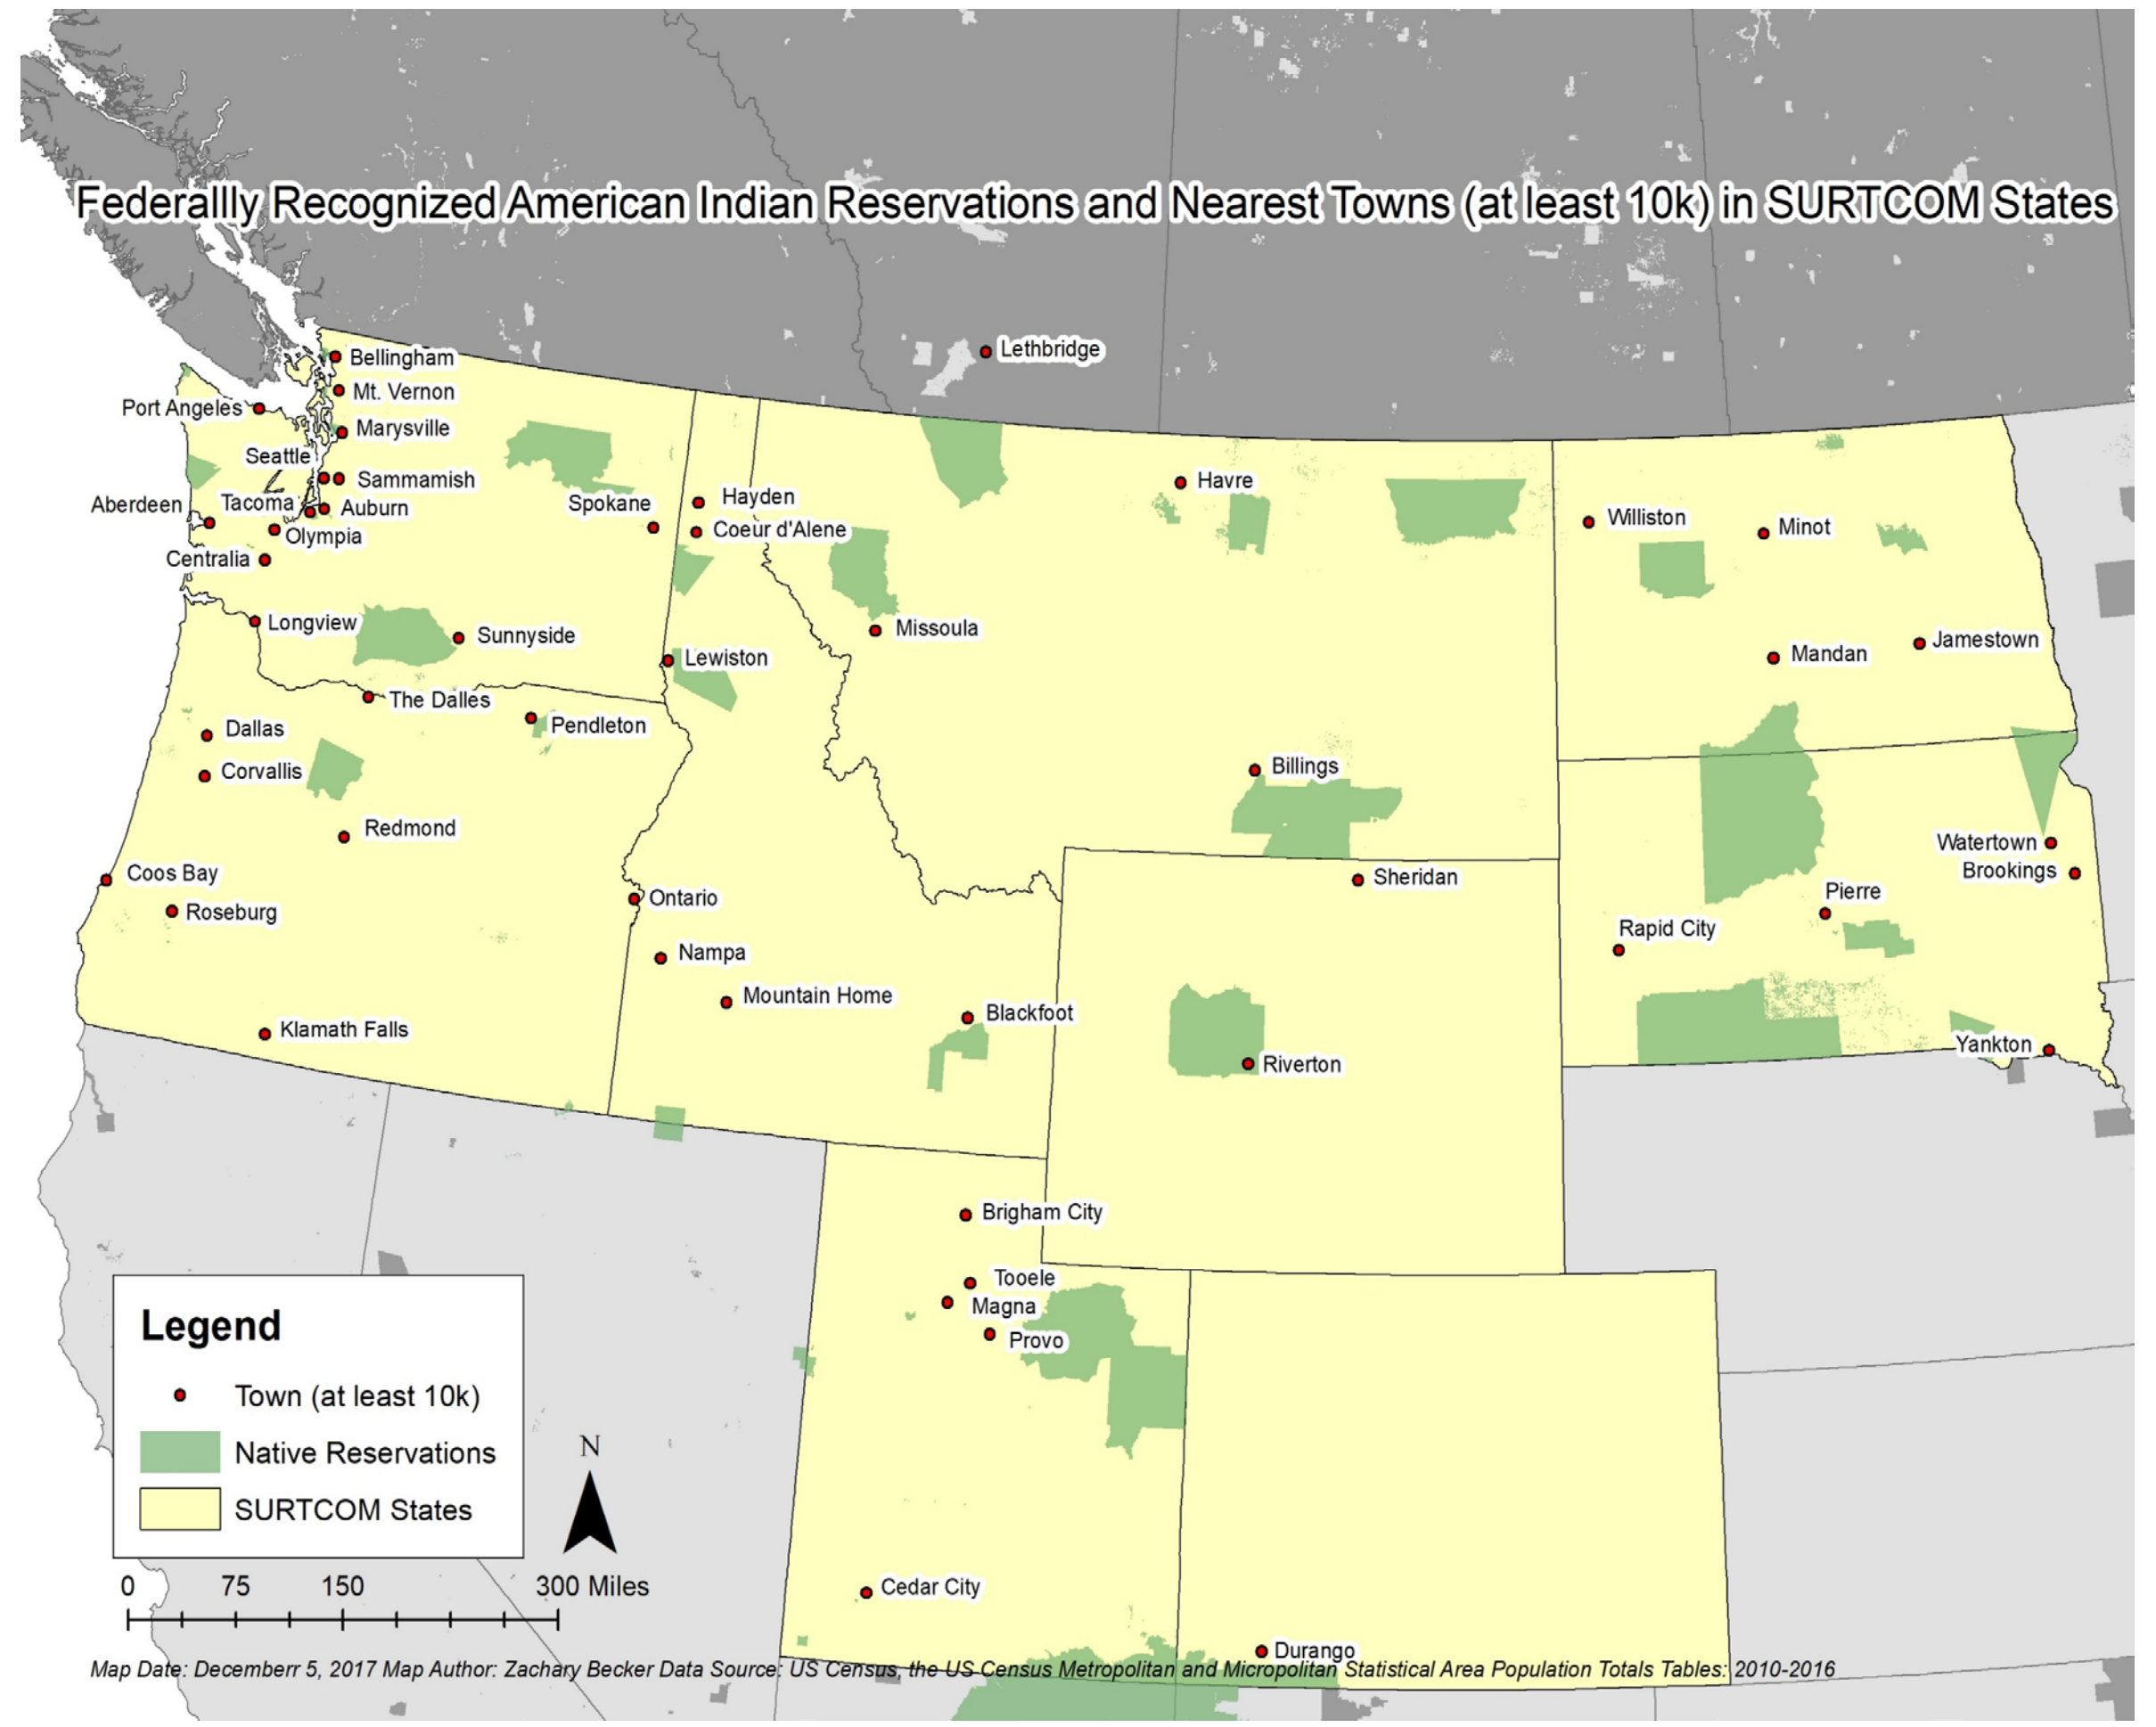 Federallly Recognized American Indian Reservations and Nearest Towns (at least 10k) in SURTCOM States
Lethbridge
Bellingham
Mt. Vernon
Port Angeles
Marysville
Seattle
Sammamish
Aberdeen
Tacoma
Auburn
Olympia
Centralia
Spokane
Hayden
Coeur d'Alene
Havre
Williston
Minot
Longview
Sunnyside
Missoula
Lewiston
Mandan
Jamestown
The Dalles
Pendleton
Dallas
Corvallis
Billings
Redmond
Watertown
Brookings
Coos Bay
Roseburg
Ontario
Sheridan
Pierre
Rapid City
Nampa
Mountain Home
Blackfoot
Klamath Falls
Riverton
Yankton
Brigham City
Tooele
Magna
Provo
Cedar City
Durango
Legend
Town (at least 10k)
Native Reservations
SURTCOM States
N
0 75 150 300 Miles
Map Date: Decemberr 5, 2017 Map Author: Zachary Becker Data Source: US Census, the US Census Metropolitan and Micropolitan Statistical Area Population Totals Tables: 2010-2016